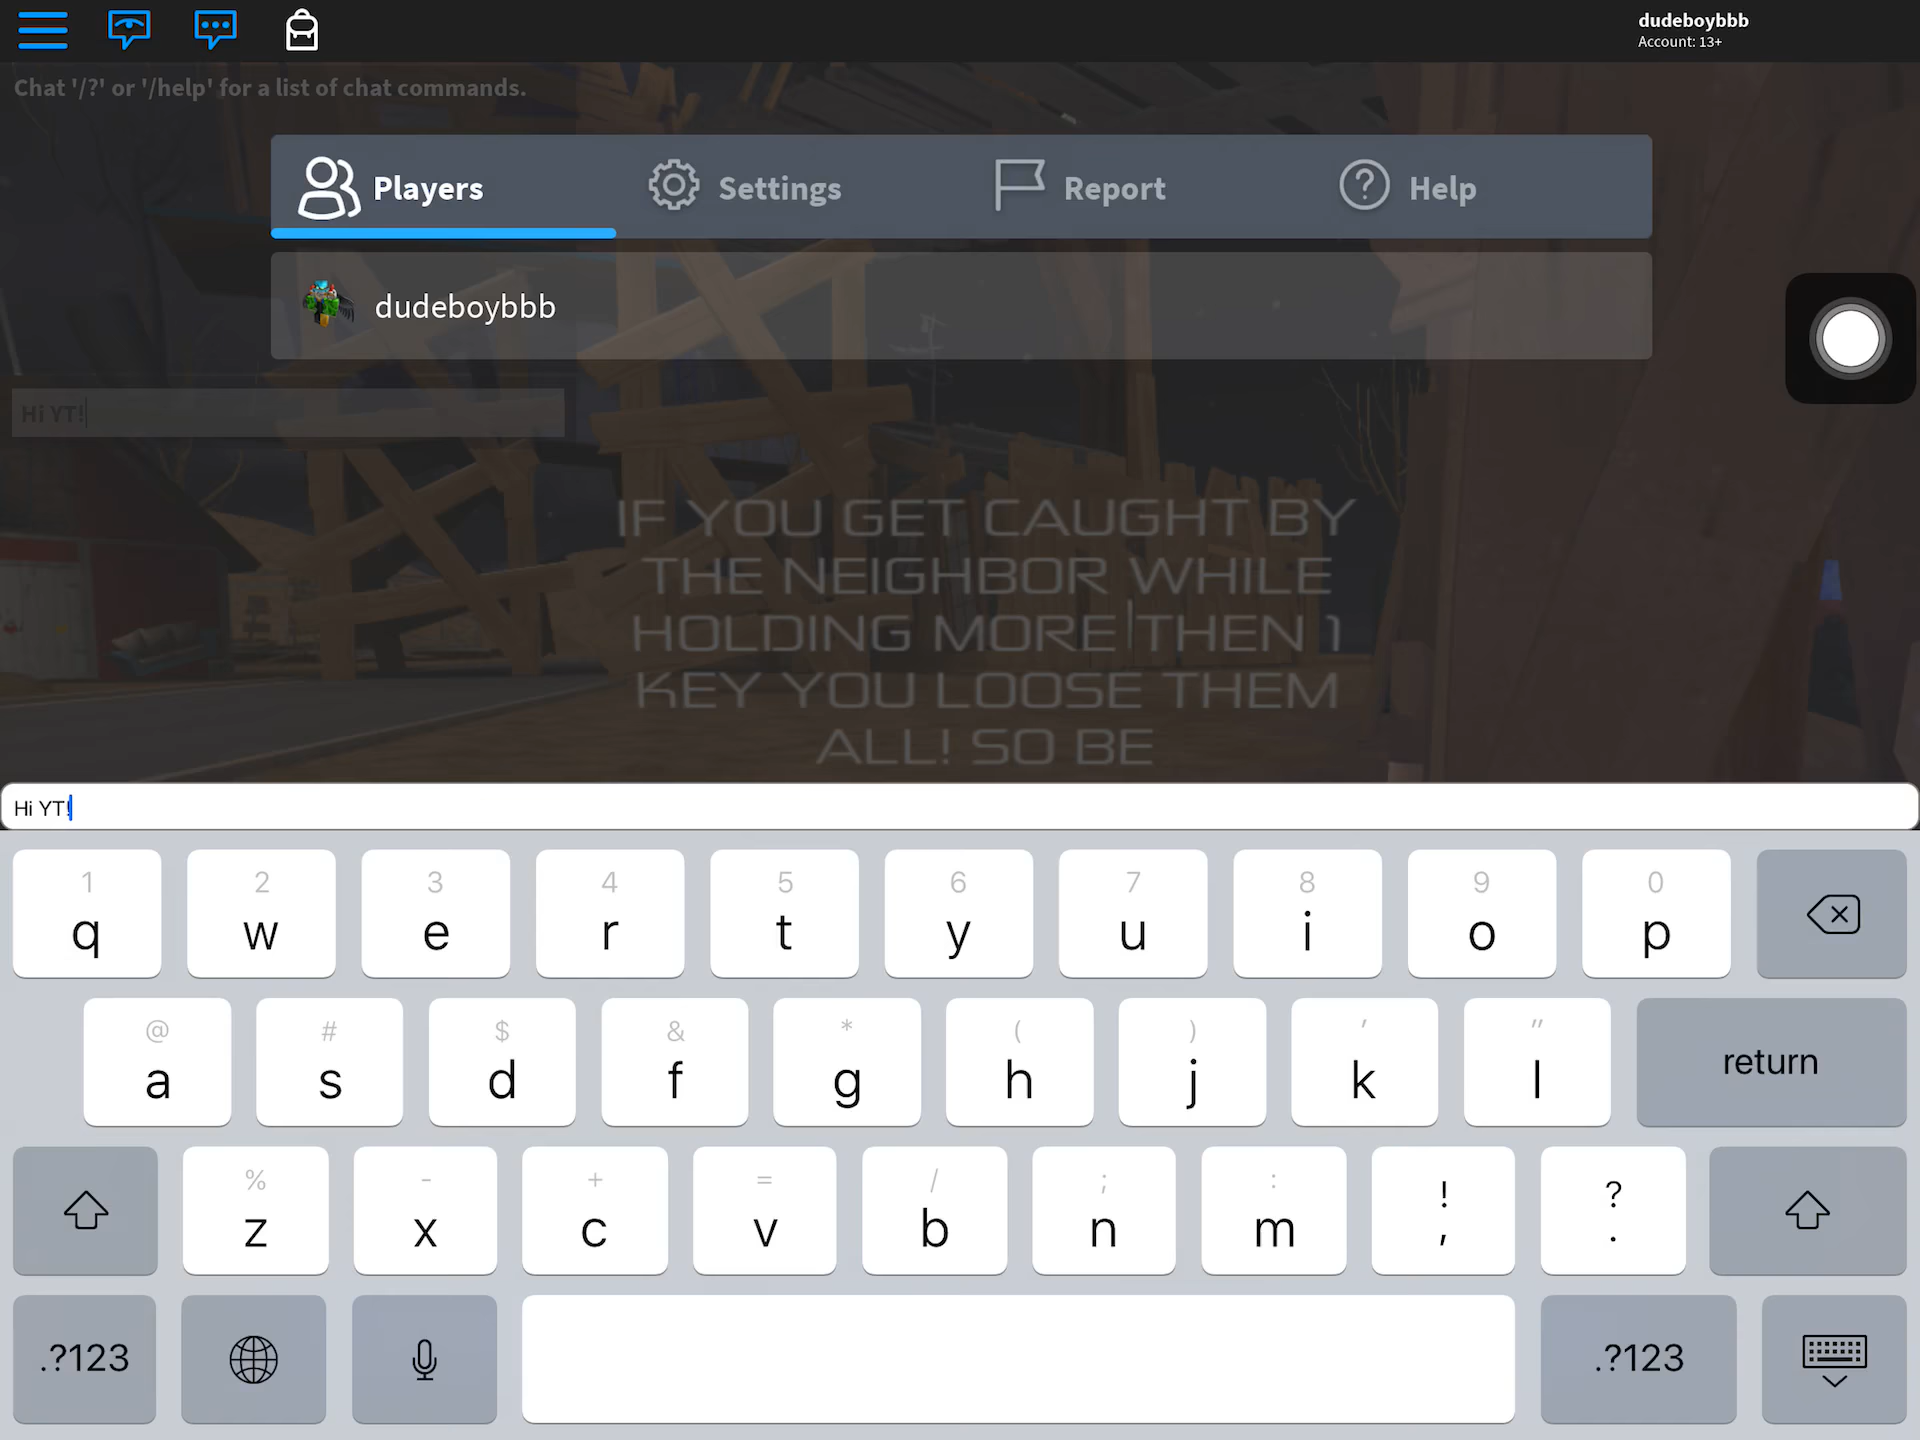 dudeboybbb
Account: 13+
Chat '/?' or '/help' for a list of chat commands.
Players
Settings
Report
Help
dudeboybbb
Hi YT!
IF YOU GET CAUGHT BY
THE NEIGHBOR WHILE
HOLDING MORE THEN 1
KEY YOU LOOSE THEM
ALL! SO BE
Hi YT!
1 2 3 4 5 6 7 8 9 0
q w e r t y u i o p
@ # $ & * ( ) ' "
a s d f g h j k l return
% - + = / ; : ! ?
z x c v b n m , .
.?123 .?123